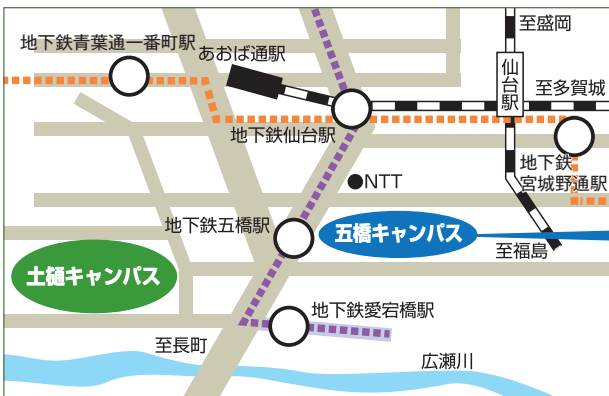 至盛岡
地下鉄青葉通一番町駅
あおば通駅
仙台駅
至多賀城
地下鉄仙台駅
地下鉄
宮城野通駅
NTT
地下鉄五橋駅
五橋キャンパス
至福島
土樋キャンパス
地下鉄愛宕橋駅
至長町
広瀬川